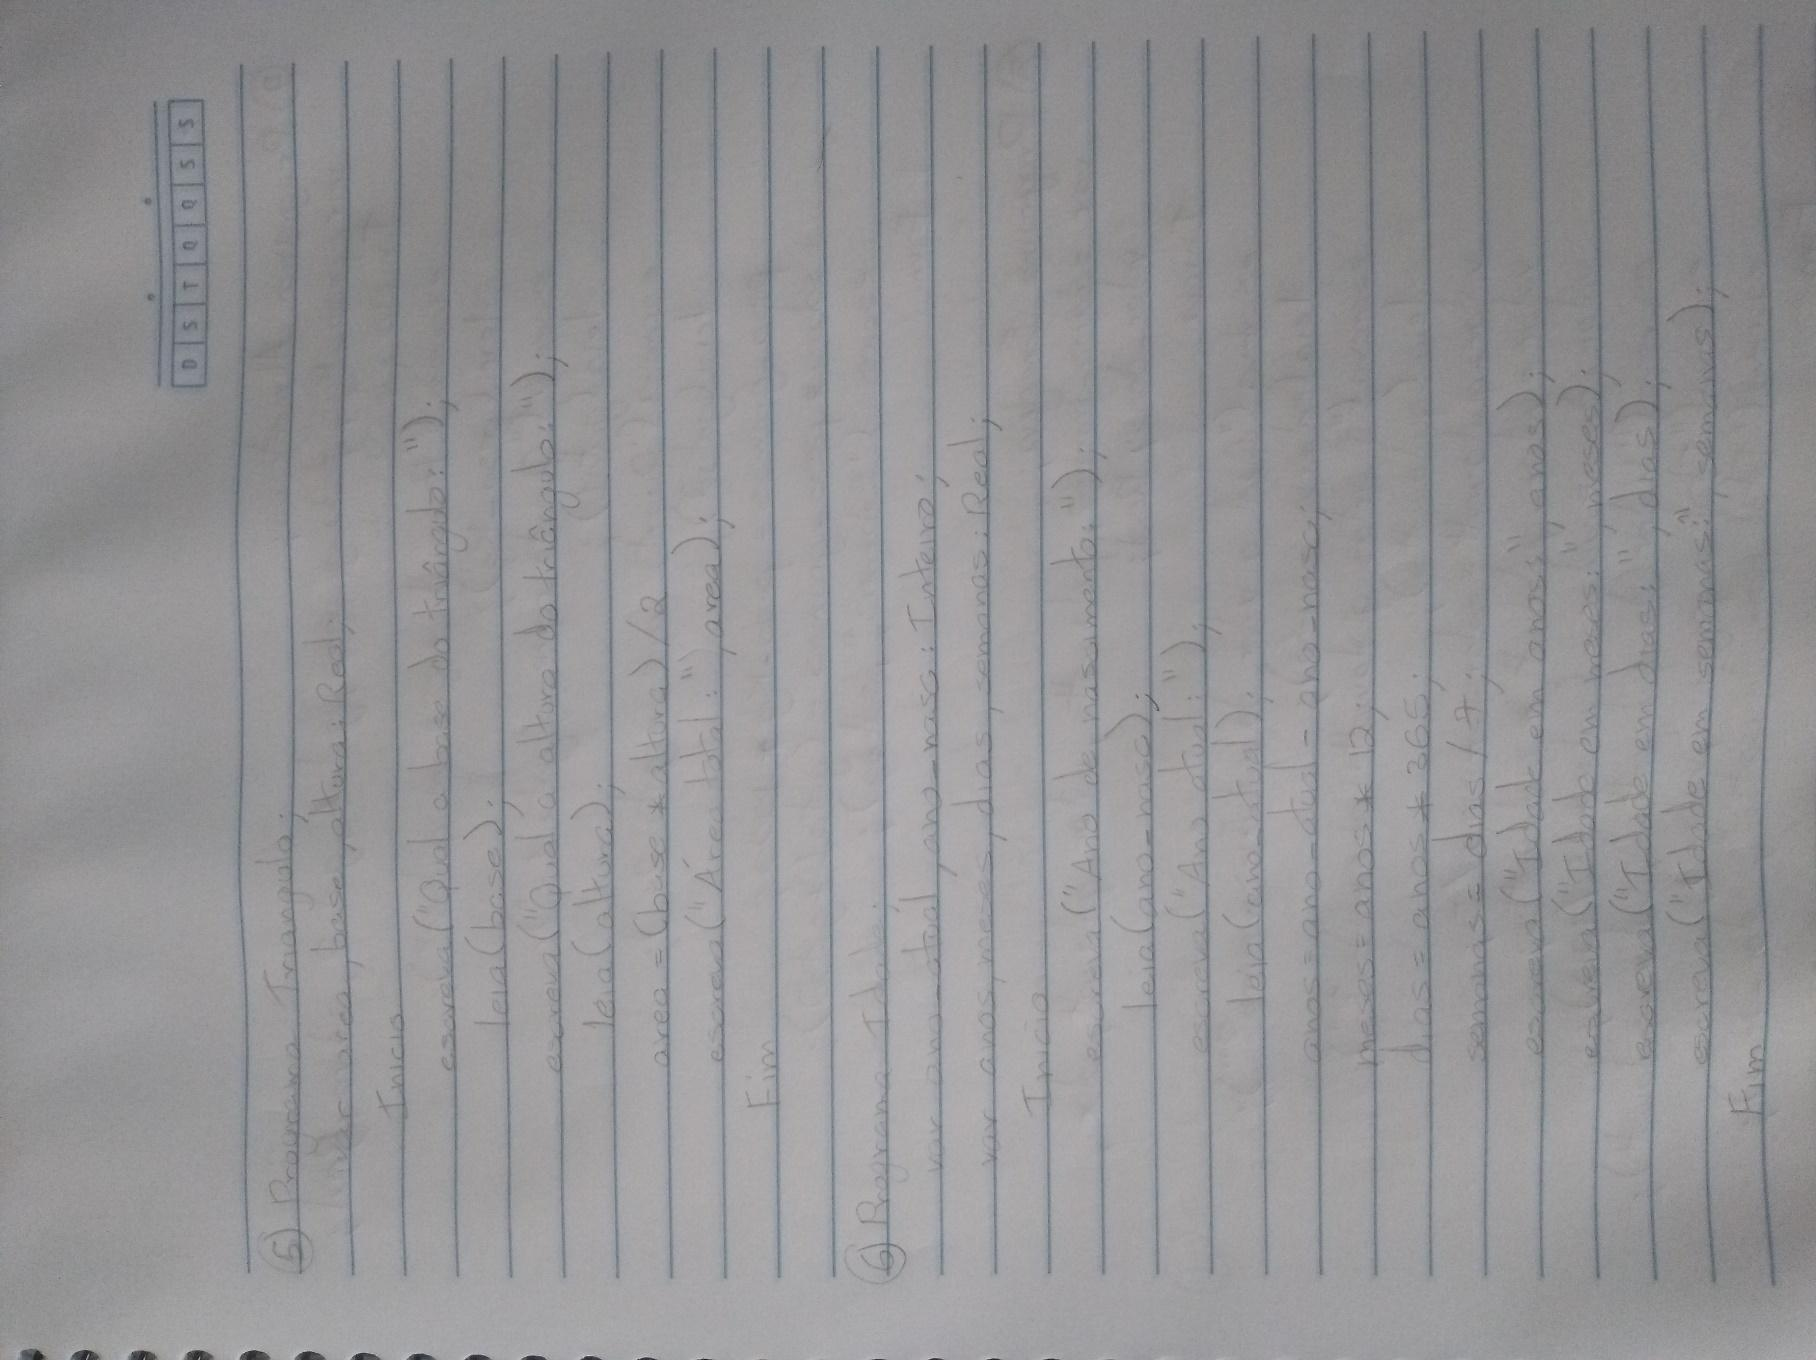 D S T Q Q S S
5) Programa Triangulo;
var area, base, altura: Real;
Inicio
escreva("Qual a base do triângulo:");
leia(base);
escreva("Qual a altura do triângulo:");
leia(altura);
area = (base * altura) / 2
escreva("Área total:", area);
Fim
6) Programa Idade;
var ano_atual, ano_nasc: Inteiro;
var anos, meses, dias, semanas: Real;
Inicio
escreva("Ano de nascimento:");
leia(ano_nasc);
escreva("Ano atual:");
leia(ano_atual);
anos = ano_atual - ano_nasc;
meses = anos * 12;
dias = anos * 365;
semanas = dias / 7;
escreva("Idade em anos:", anos);
escreva("Idade em meses:", meses);
escreva("Idade em dias:", dias);
escreva("Idade em semanas:", semanas);
Fim